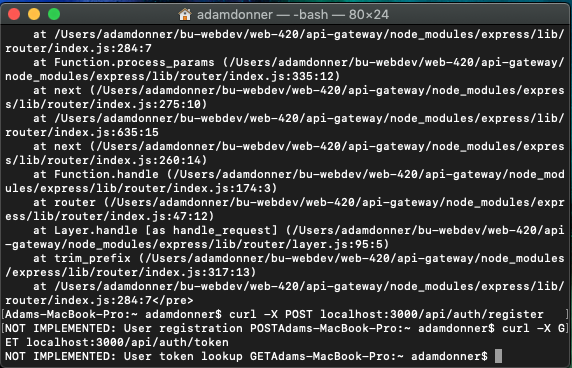 adamdonner — -bash — 80×24
    at /Users/adamdonner/bu-webdev/web-420/api-gateway/node_modules/express/lib/
router/index.js:284:7
    at Function.process_params (/Users/adamdonner/bu-webdev/web-420/api-gateway/
node_modules/express/lib/router/index.js:335:12)
    at next (/Users/adamdonner/bu-webdev/web-420/api-gateway/node_modules/expres
s/lib/router/index.js:275:10)
    at /Users/adamdonner/bu-webdev/web-420/api-gateway/node_modules/express/lib/
router/index.js:635:15
    at next (/Users/adamdonner/bu-webdev/web-420/api-gateway/node_modules/expres
s/lib/router/index.js:260:14)
    at Function.handle (/Users/adamdonner/bu-webdev/web-420/api-gateway/node_mod
ules/express/lib/router/index.js:174:3)
    at router (/Users/adamdonner/bu-webdev/web-420/api-gateway/node_modules/expr
ess/lib/router/index.js:47:12)
    at Layer.handle [as handle_request] (/Users/adamdonner/bu-webdev/web-420/api
-gateway/node_modules/express/lib/router/layer.js:95:5)
    at trim_prefix (/Users/adamdonner/bu-webdev/web-420/api-gateway/node_modules
/express/lib/router/index.js:317:13)
    at /Users/adamdonner/bu-webdev/web-420/api-gateway/node_modules/express/lib/
router/index.js:284:7</pre>
[Adams-MacBook-Pro:~ adamdonner$ curl -X POST localhost:3000/api/auth/register   ]
[NOT IMPLEMENTED: User registration POSTAdams-MacBook-Pro:~ adamdonner$ curl -X G]
ET localhost:3000/api/auth/token
NOT IMPLEMENTED: User token lookup GETAdams-MacBook-Pro:~ adamdonner$